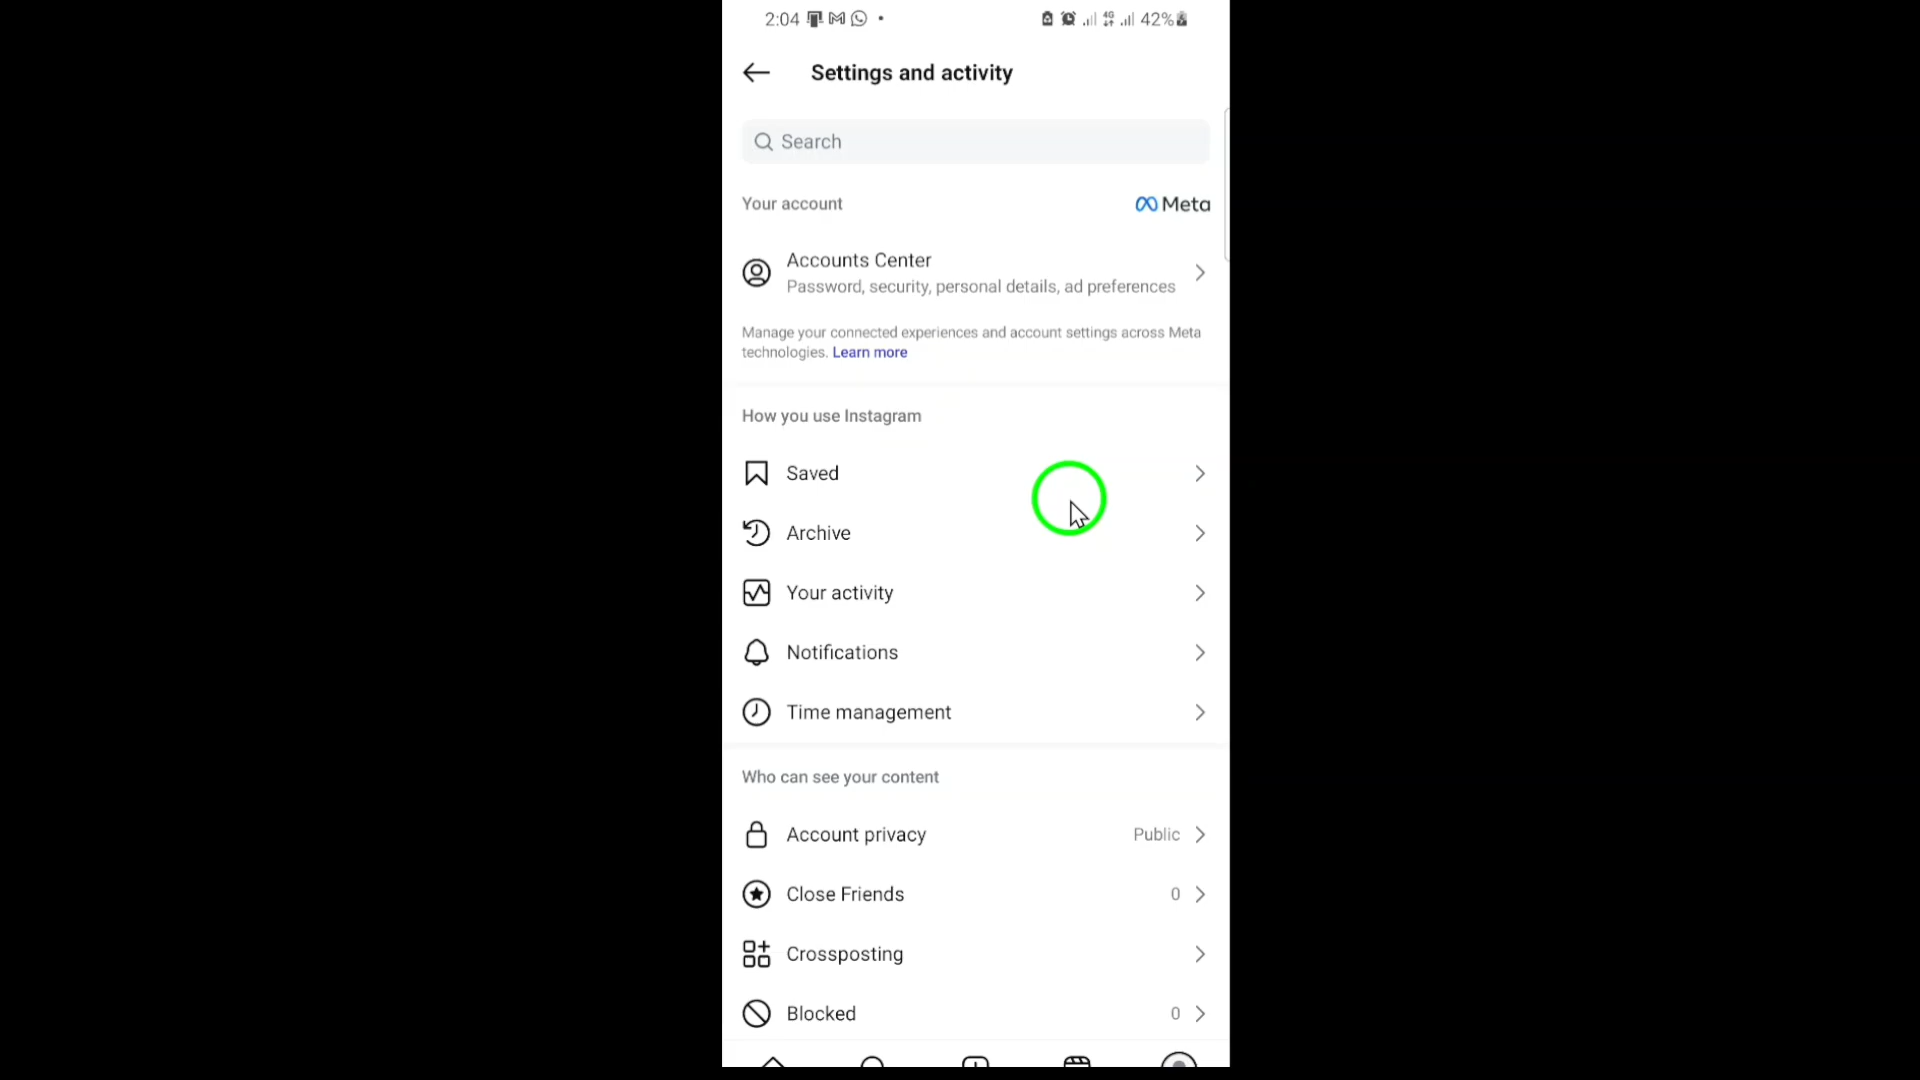 2:04 42%
Settings and activity
Search
Your account Meta
Accounts Center
Password, security, personal details, ad preferences
Manage your connected experiences and account settings across Meta
technologies. Learn more
How you use Instagram
Saved
Archive
Your activity
Notifications
Time management
Who can see your content
Account privacy Public
Close Friends 0
Crossposting
Blocked 0